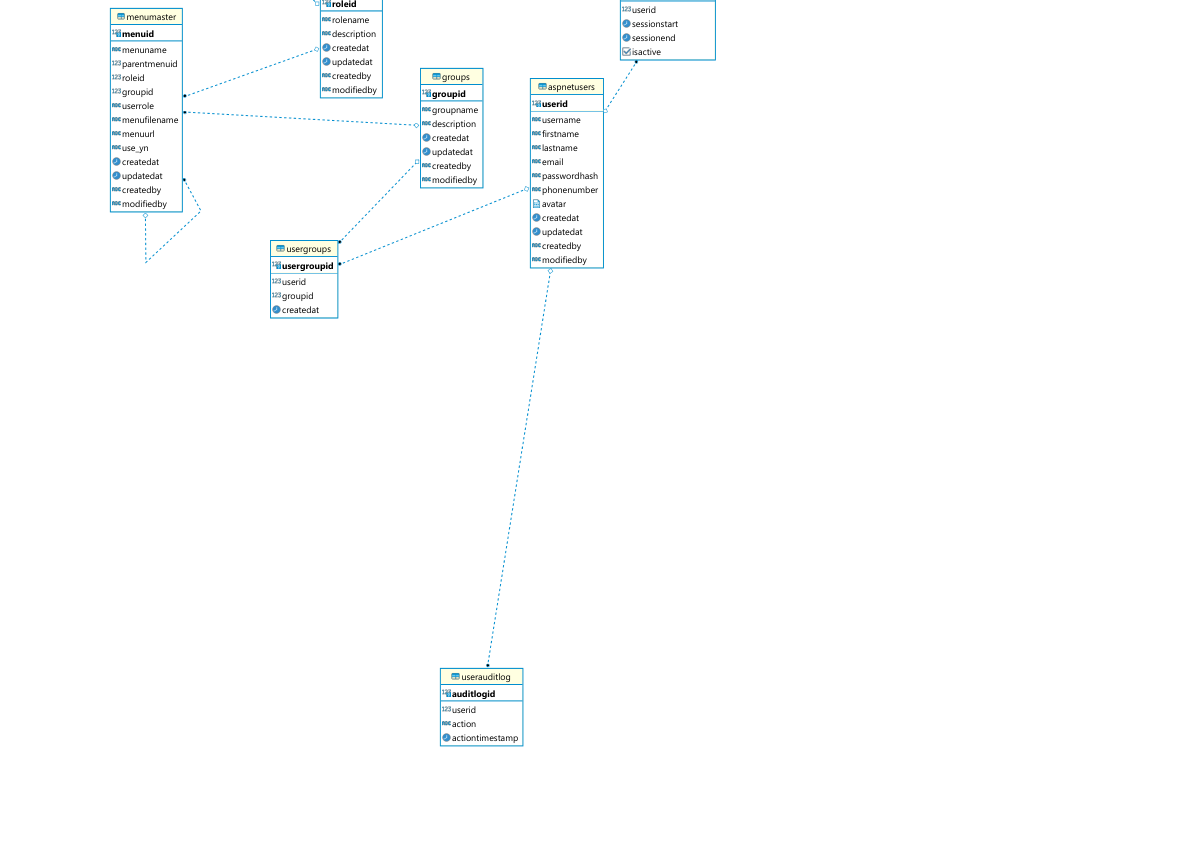 menumaster
menuid
menuname
parentmenuid
roleid
groupid
userrole
menufilename
menuurl
use_yn
createdat
updatedat
createdby
modifiedby
roleid
rolename
description
createdat
updatedat
createdby
modifiedby
groups
groupid
groupname
description
createdat
updatedat
createdby
modifiedby
aspnetusers
userid
username
firstname
lastname
email
passwordhash
phonenumber
avatar
createdat
updatedat
createdby
modifiedby
userid
sessionstart
sessionend
isactive
usergroups
usergroupid
userid
groupid
createdat
userauditlog
auditlogid
userid
action
actiontimestamp